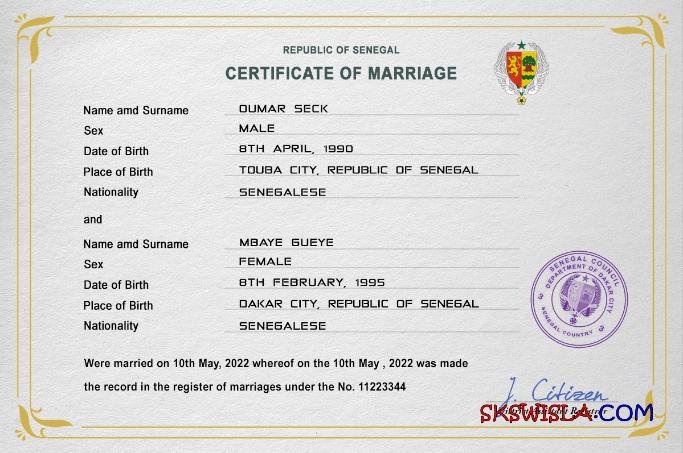 REPUBLIC OF SENEGAL
CERTIFICATE OF MARRIAGE
Name amd Surname OUMAR SECK
Sex MALE
Date of Birth 8TH APRIL, 1990
Place of Birth TOUBA CITY, REPUBLIC OF SENEGAL
Nationality SENEGALESE
and
Name amd Surname MBAYE GUEYE
Sex FEMALE
Date of Birth 8TH FEBRUARY, 1995
Place of Birth DAKAR CITY, REPUBLIC OF SENEGAL
Nationality SENEGALESE
SENEGAL COUNCIL
DEPARTMENT OF DAKAR CITY
SENEGAL COUNTRY
Were married on 10th May, 2022 whereof on the 10th May , 2022 was made
the record in the register of marriages under the No. 11223344
J. Citizen
SKSWISLA.COM